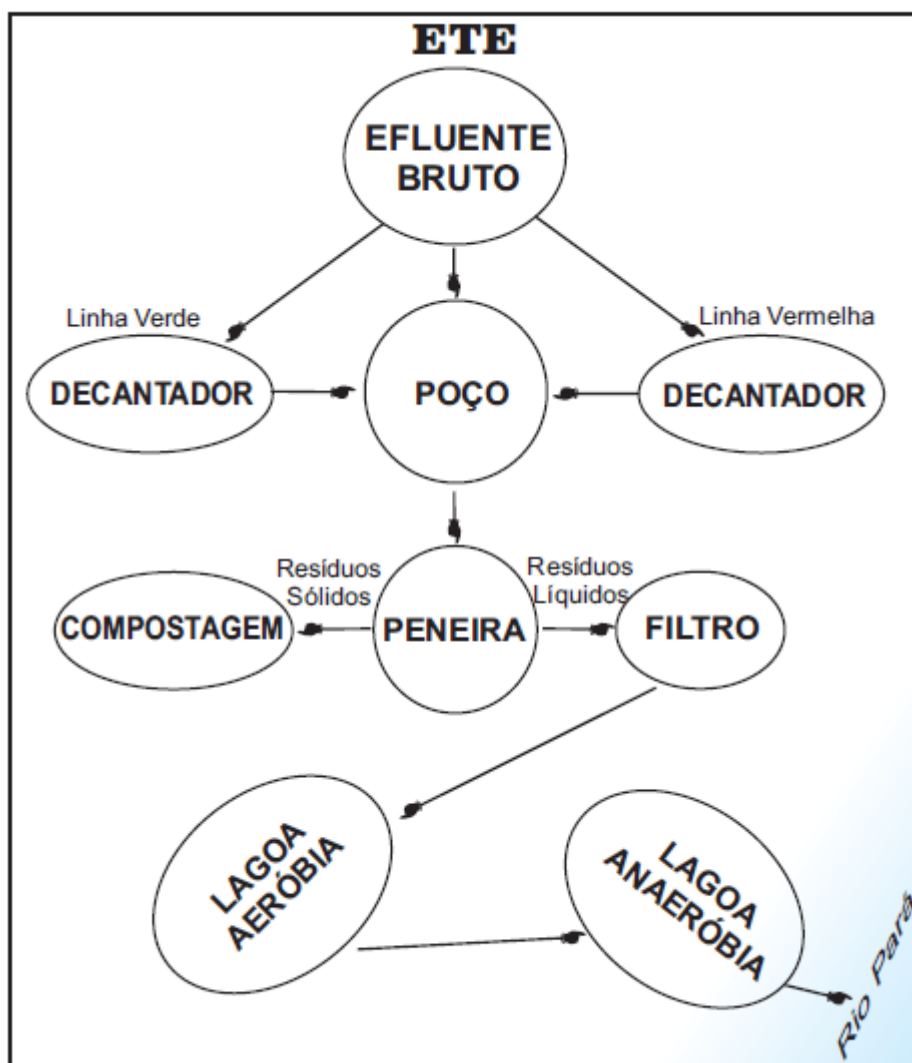 ETE
EFLUENTE
BRUTO
Linha Verde
Linha Vermelha
DECANTADOR
POÇO
DECANTADOR
Resíduos
Sólidos
Resíduos
Líquidos
COMPOSTAGEM
PENEIRA
FILTRO
LAGOA
AERÓBIA
LAGOA
ANAERÓBIA
Rio Pará